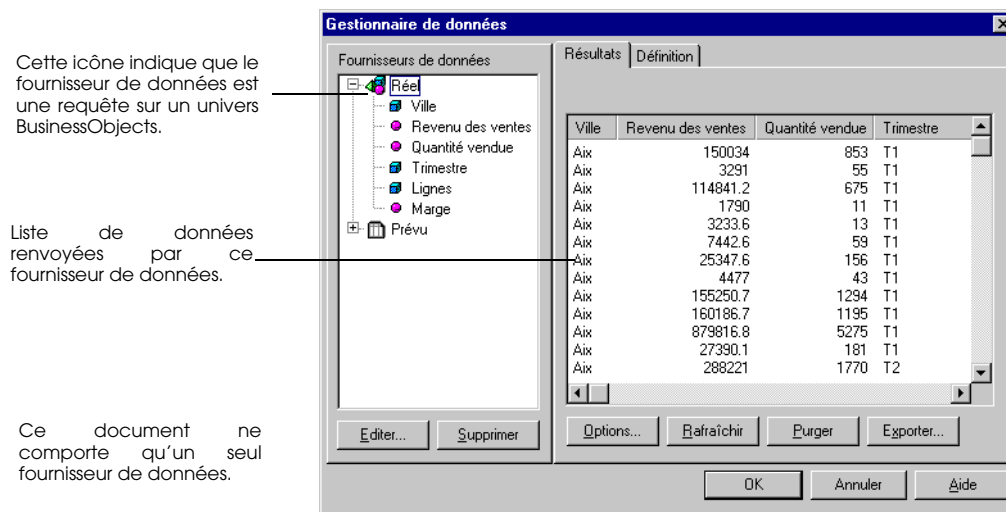 Gestionnaire de données
Cette icône indique que le
fournisseur de données est
une requête sur un univers
BusinessObjects.
Liste de données
renvoyées par ce
fournisseur de données.
Ce document ne
comporte qu'un seul
fournisseur de données.
Fournisseurs de données
Réel
Ville
Revenu des ventes
Quantité vendue
Trimestre
Lignes
Marge
Prévu
Editer... Supprimer
Résultats Définition
Ville Revenu des ventes Quantité vendue Trimestre
Aix 150034 853 T1
Aix 3291 55 T1
Aix 114841.2 675 T1
Aix 1790 11 T1
Aix 3233.6 13 T1
Aix 7442.6 59 T1
Aix 25347.6 156 T1
Aix 4477 43 T1
Aix 155250.7 1294 T1
Aix 160186.7 1195 T1
Aix 879816.8 5275 T1
Aix 27390.1 181 T1
Aix 288221 1770 T2
Options... Rafraîchir Purger Exporter...
OK Annuler Aide